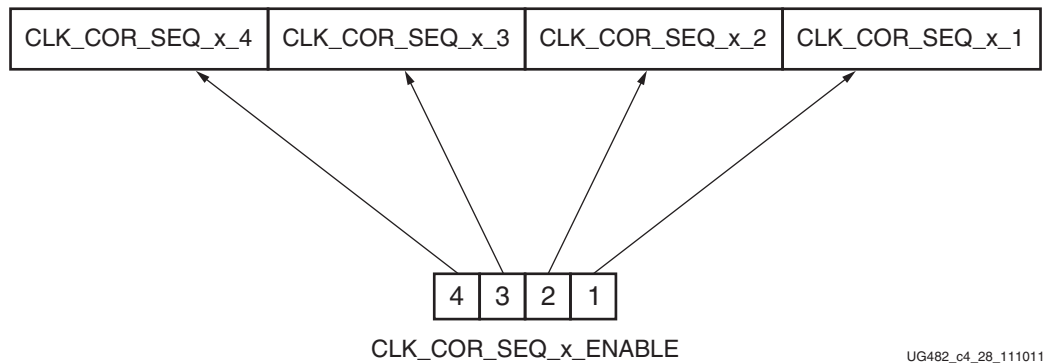 CLK_COR_SEQ_x_4 CLK_COR_SEQ_x_3 CLK_COR_SEQ_x_2 CLK_COR_SEQ_x_1
4 3 2 1
CLK_COR_SEQ_x_ENABLE
UG482_c4_28_111011